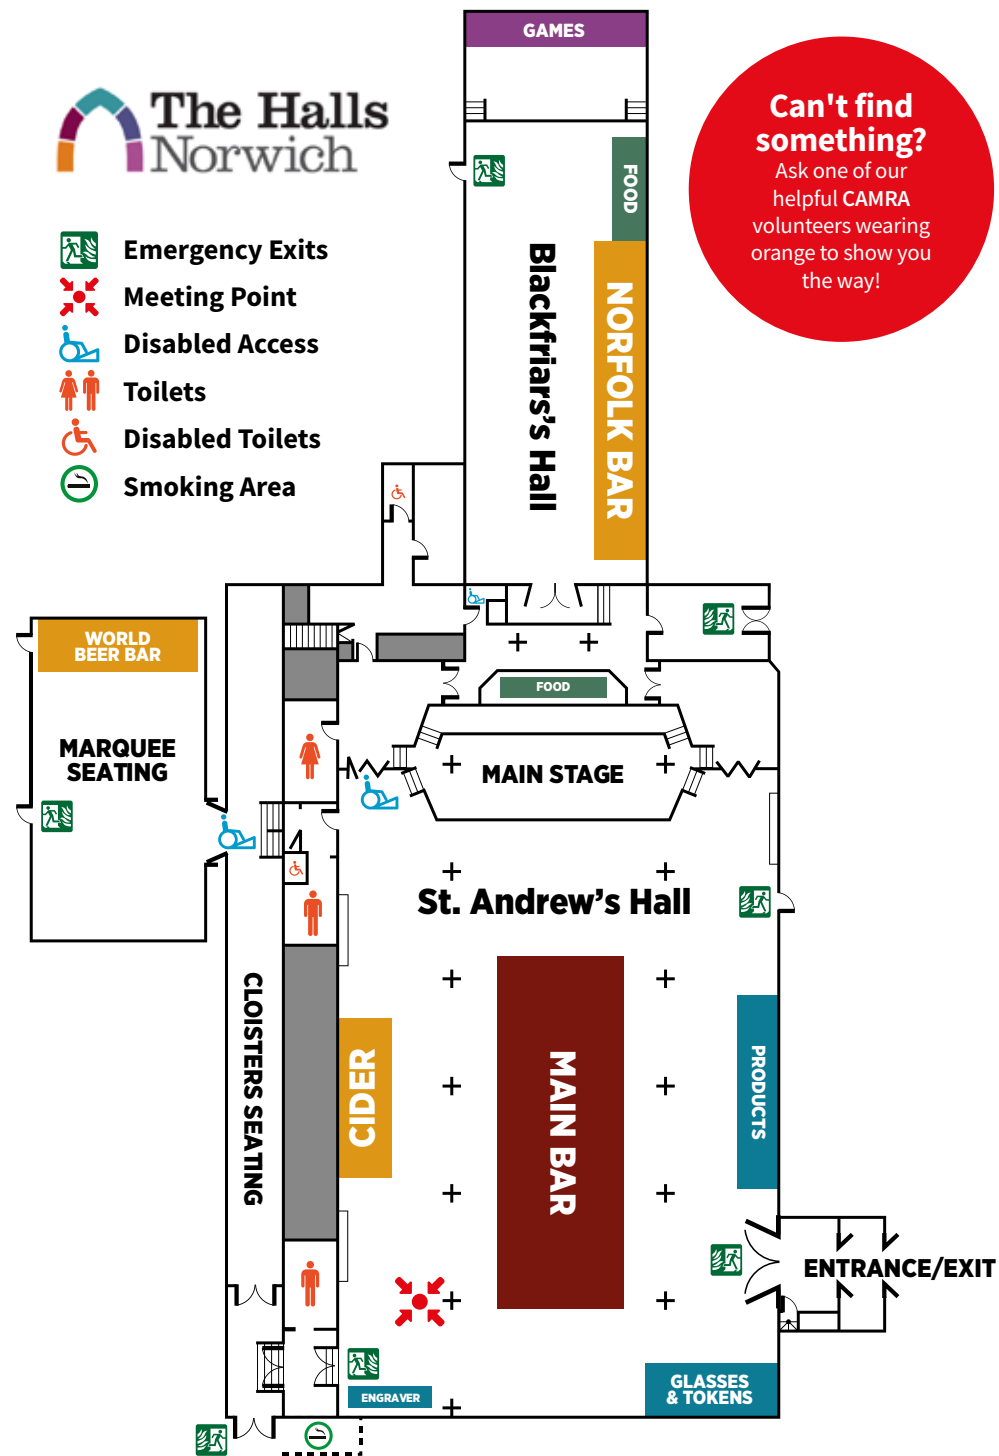 GAMES
The Halls
Norwich
Can't find
something?
Ask one of our
helpful CAMRA
volunteers wearing
orange to show you
the way!
Emergency Exits
Meeting Point
Disabled Access
Toilets
Disabled Toilets
Smoking Area
FOOD
Blackfriars's Hall
NORFOLK BAR
WORLD
BEER BAR
FOOD
MARQUEE
SEATING
MAIN STAGE
St. Andrew's Hall
CLOISTERS SEATING
CIDER
MAIN BAR
PRODUCTS
ENTRANCE/EXIT
GLASSES
& TOKENS
ENGRAVER